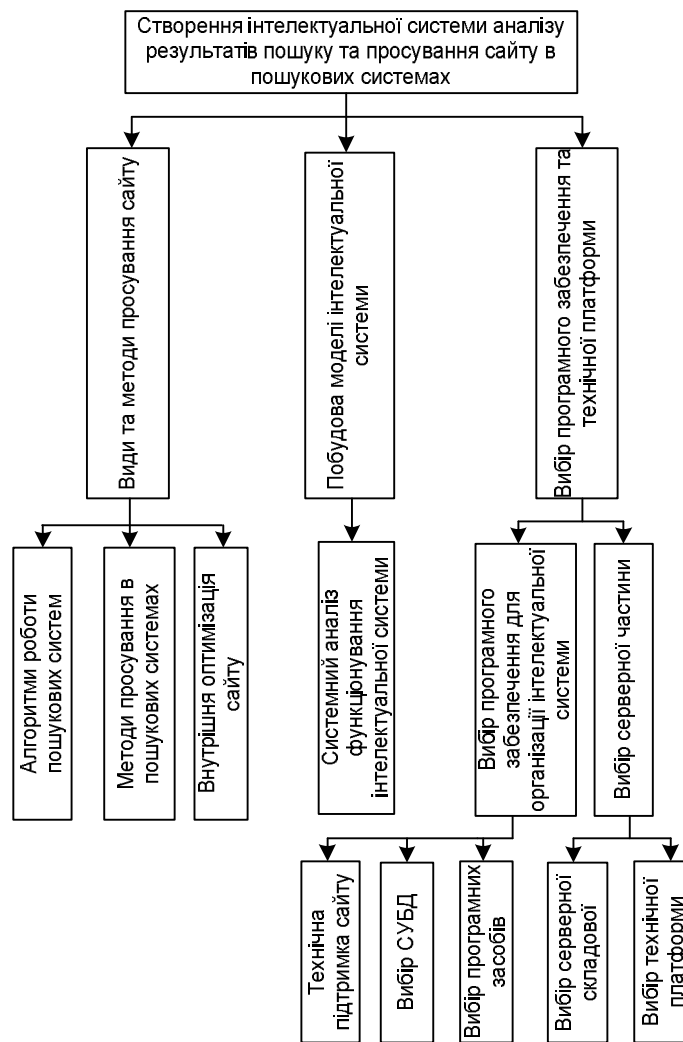 Створення інтелектуальної системи аналізу
результатів пошуку та просування сайту в
пошукових системах
Види та методи просування сайту
Побудова моделі інтелектуальної
системи
Вибір програмного забезпечення та
технічної платформи
Алгоритми роботи
пошукових систем
Методи просування в
пошукових системах
Внутрішня оптимізація
сайту
Системний аналіз
функціонування
інтелектуальної системи
Вибір програмного
забезпечення для
організації інтелектуальної
системи
Вибір серверної частини
Технічна
підтримка сайту
Вибір СУБД
Вибір програмних
засобів
Вибір серверної
складової
Вибір технічної
платформи